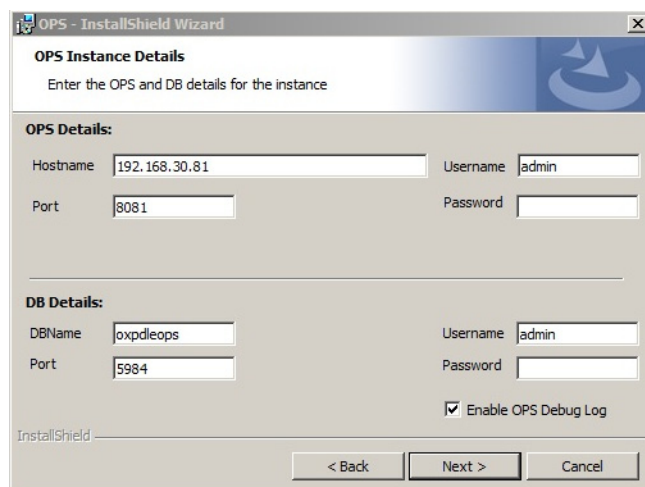 OPS - InstallShield Wizard
OPS Instance Details
Enter the OPS and DB details for the instance
OPS Details:
Hostname 192.168.30.81 Username admin
Port 8081 Password
DB Details:
DBName oxpdleops Username admin
Port 5984 Password
Enable OPS Debug Log
InstallShield
< Back Next > Cancel